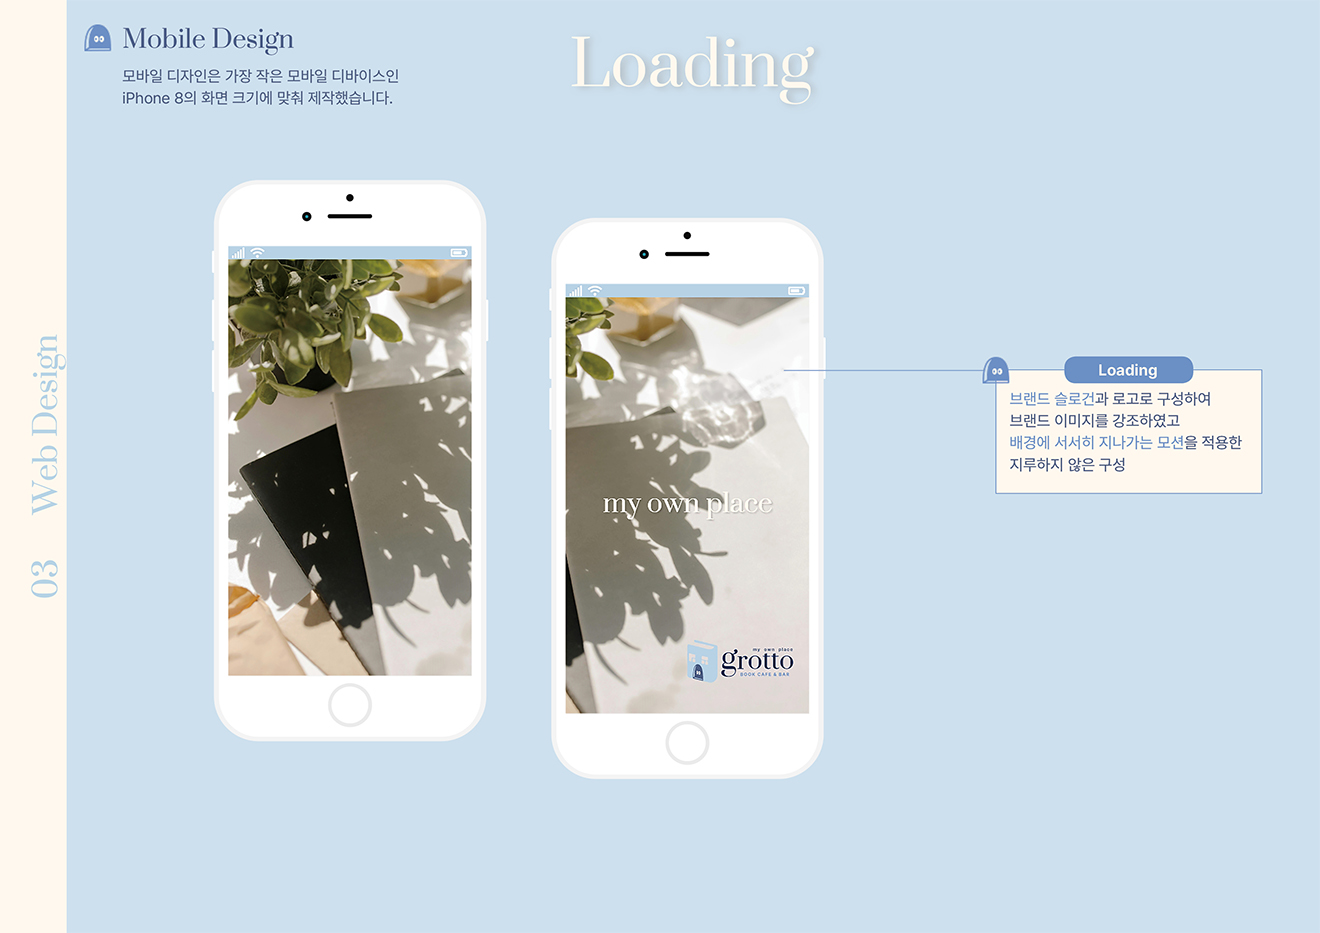 Mobile Design
모바일 디자인은 가장 작은 모바일 디바이스인
iPhone 8의 화면 크기에 맞춰 제작했습니다.
Loading
03 Web Design
my own place
my own place
grotto
BOOK CAFE & BAR
Loading
브랜드 슬로건과 로고로 구성하여
브랜드 이미지를 강조하였고
배경에 서서히 지나가는 모션을 적용한
지루하지 않은 구성